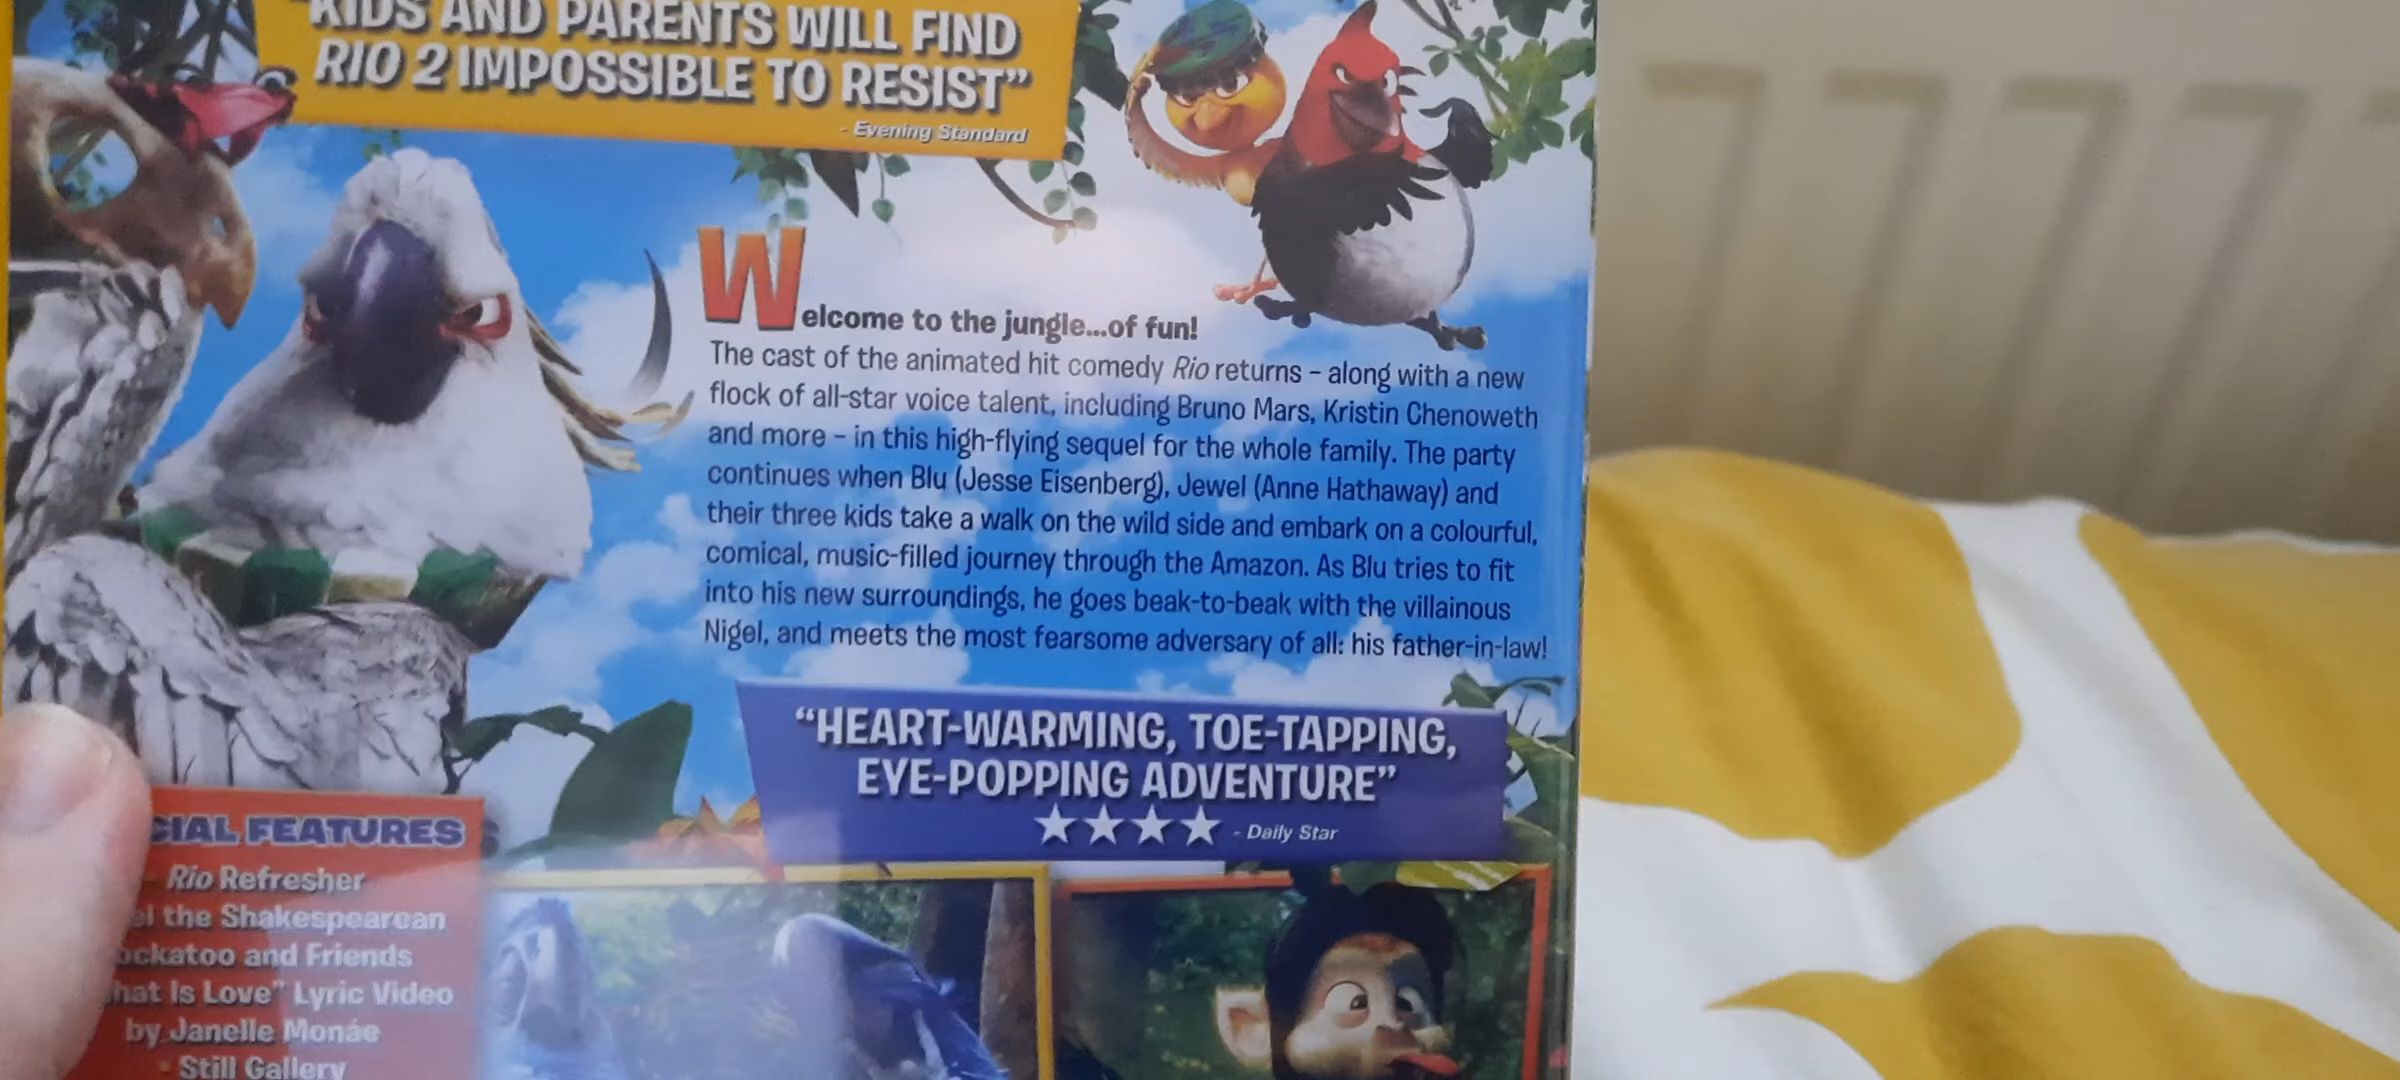 "KIDS AND PARENTS WILL FIND
RIO 2 IMPOSSIBLE TO RESIST"
- Evening Standard
Welcome to the jungle...of fun!
The cast of the animated hit comedy Rio returns – along with a new
flock of all-star voice talent, including Bruno Mars, Kristin Chenoweth
and more – in this high-flying sequel for the whole family. The party
continues when Blu (Jesse Eisenberg), Jewel (Anne Hathaway) and
their three kids take a walk on the wild side and embark on a colourful,
comical, music-filled journey through the Amazon. As Blu tries to fit
into his new surroundings, he goes beak-to-beak with the villainous
Nigel, and meets the most fearsome adversary of all: his father-in-law!
"HEART-WARMING, TOE-TAPPING,
EYE-POPPING ADVENTURE"
★★★★ - Daily Star
FEATURES
Rio Refresher
the Shakespearean
and Friends
Is Love" Lyric Video
by Janelle Monáe
• Still Gallery